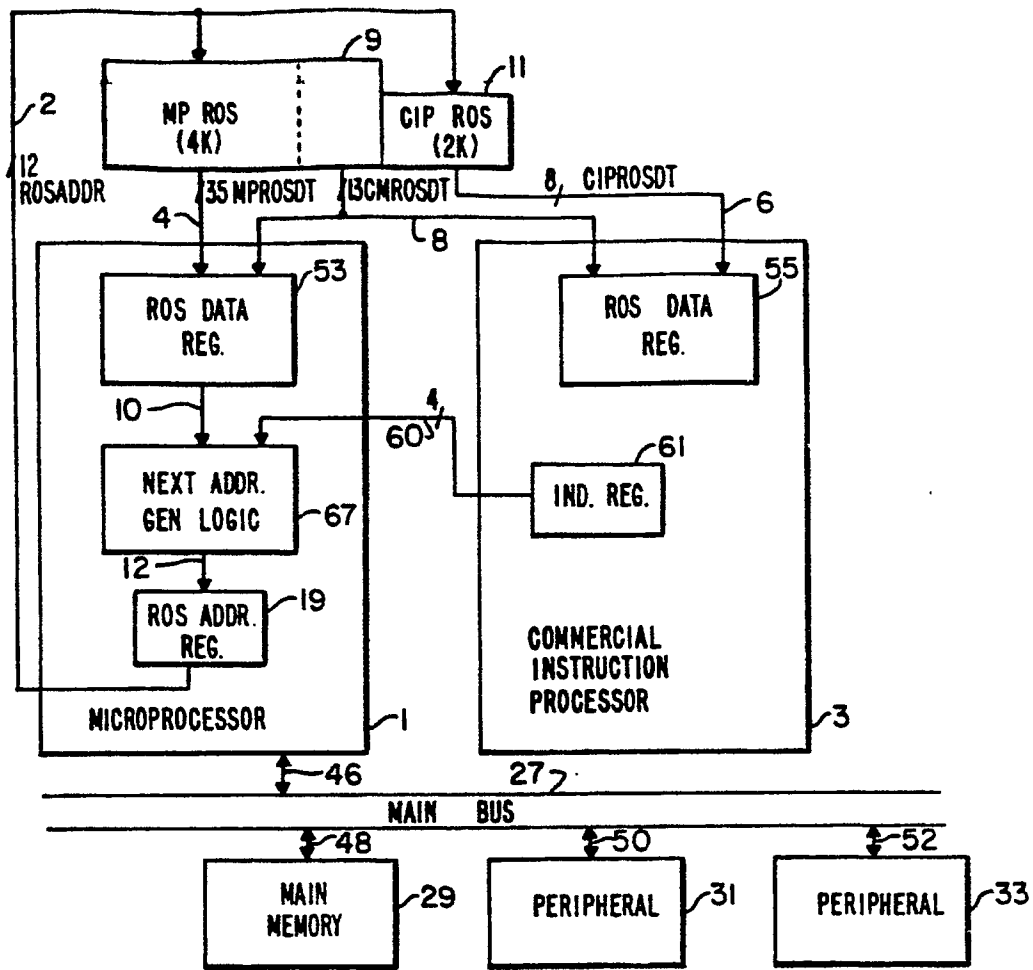 9
11
2
MP ROS
(4K)
CIP ROS
(2K)
12
ROSADDR
35 MPROSDT
13 CMROSDT
8 CIPROSDT
4
8
6
53
55
ROS DATA
REG.
ROS DATA
REG.
10
4
60
61
NEXT ADDR.
GEN LOGIC
67
IND. REG.
12
19
ROS ADDR.
REG.
COMMERCIAL
INSTRUCTION
PROCESSOR
MICROPROCESSOR
1
3
46
27
MAIN BUS
48
50
52
MAIN
MEMORY
29
PERIPHERAL
31
PERIPHERAL
33